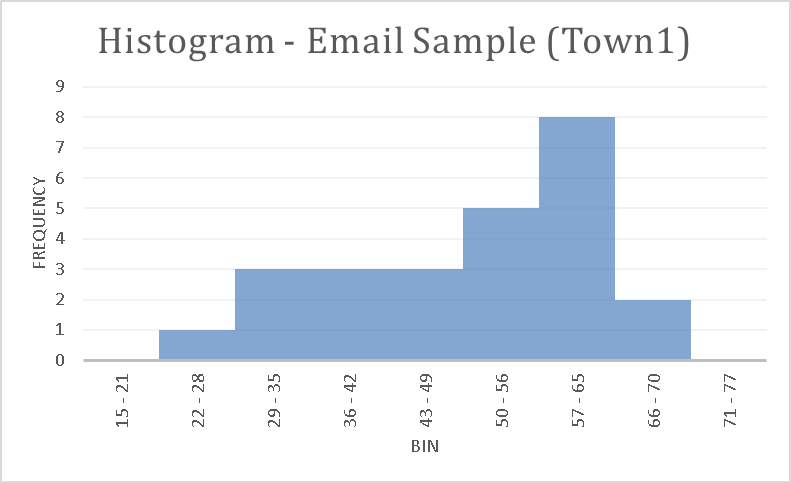 Histogram - Email Sample (Town1)
9
8
7
6
5
4
3
2
1
0
FREQUENCY
15 - 21
22 - 28
29 - 35
36 - 42
43 - 49
50 - 56
57 - 65
66 - 70
71 - 77
BIN